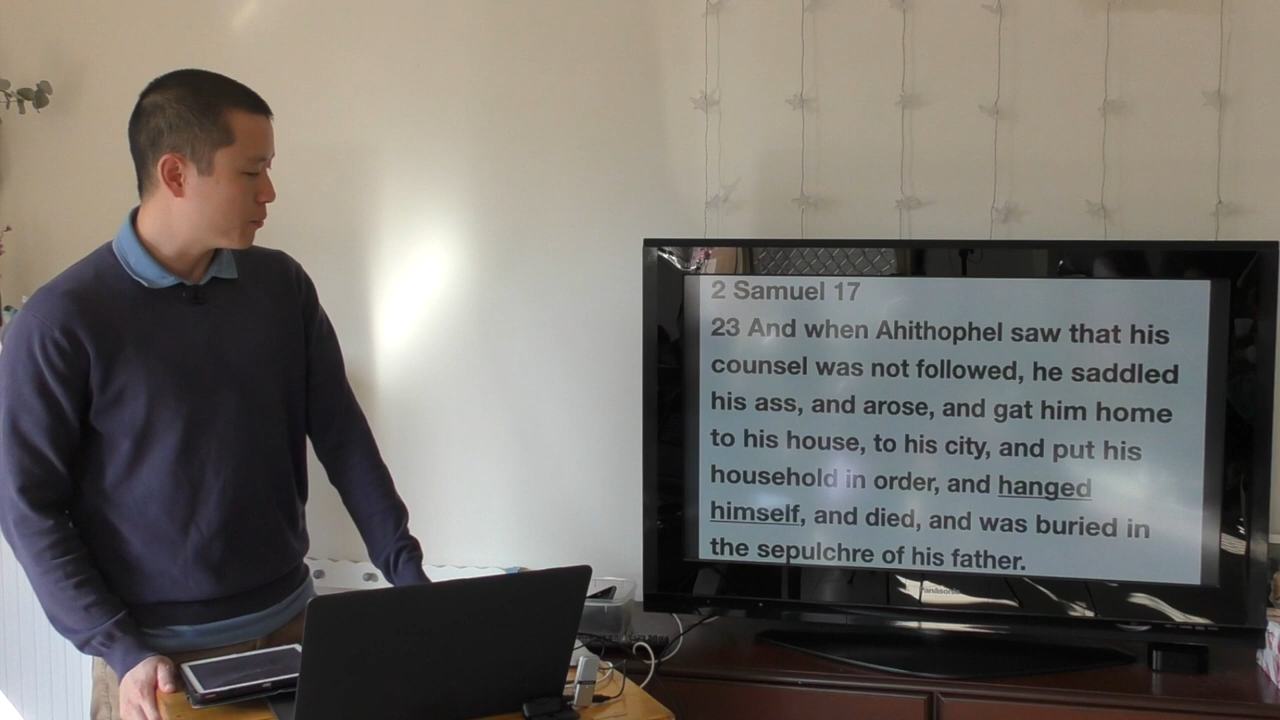 2 Samuel 17
23 And when Ahithophel saw that his
counsel was not followed, he saddled
his ass, and arose, and gat him home
to his house, to his city, and put his
household in order, and hanged
himself, and died, and was buried in
the sepulchre of his father.
Panasonic